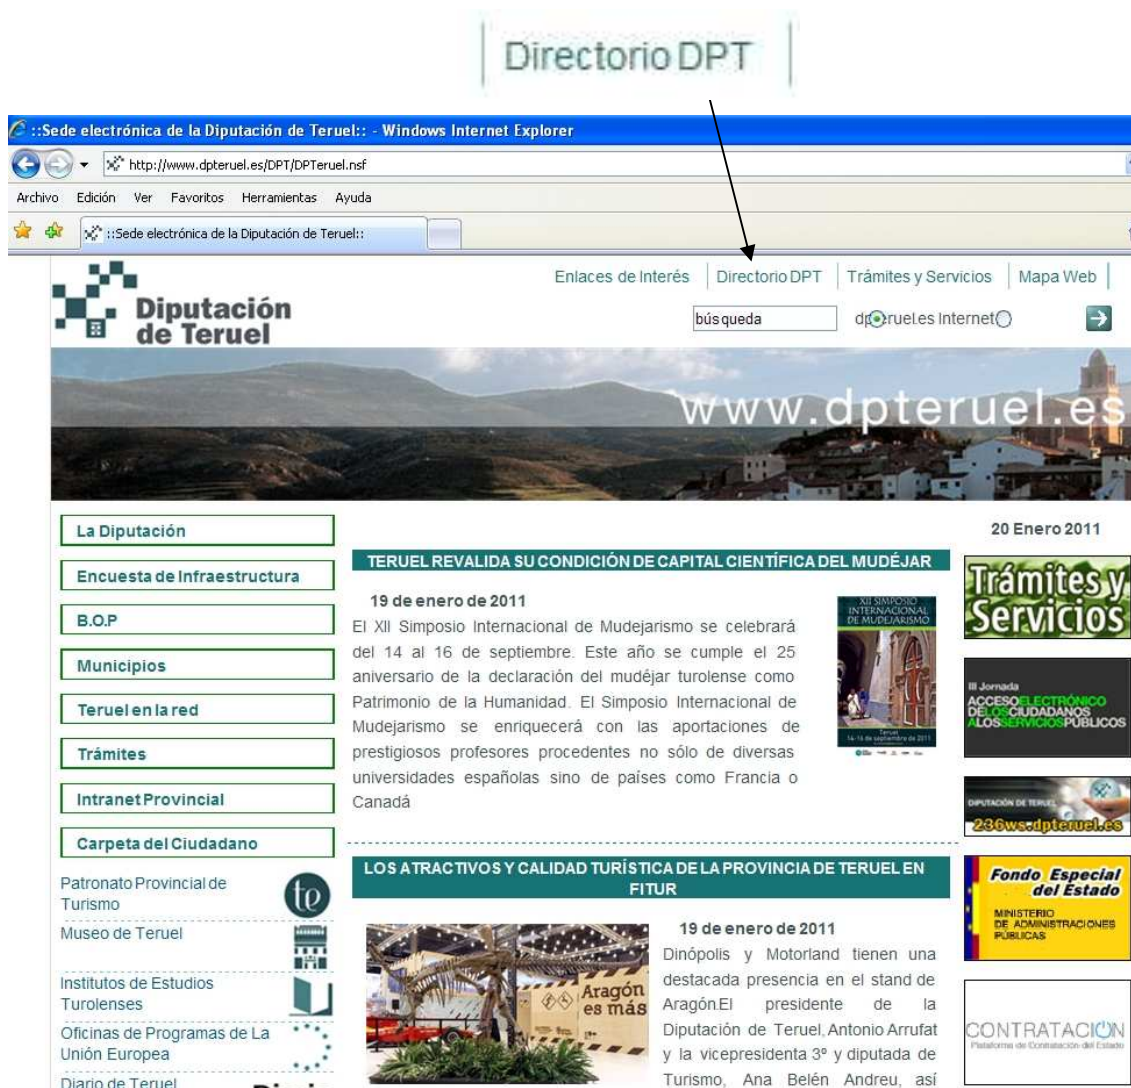 Directorio DPT
::Sede electrónica de la Diputación de Teruel:: - Windows Internet Explorer
http://www.dpteruel.es/DPT/DPTeruel.nsf
Archivo Edición Ver Favoritos Herramientas Ayuda
::Sede electrónica de la Diputación de Teruel::
Enlaces de Interés Directorio DPT Trámites y Servicios Mapa Web
Diputación
de Teruel
búsqueda
dpteruel.es Internet
www.dpteruel.es
La Diputación
Encuesta de Infraestructura
B.O.P
Municipios
Teruel en la red
Trámites
Intranet Provincial
Carpeta del Ciudadano
Patronato Provincial de
Turismo
te
Museo de Teruel
Institutos de Estudios
Turolenses
Oficinas de Programas de La
Unión Europea
Diario de Teruel
TERUEL REVALIDA SU CONDICIÓN DE CAPITAL CIENTÍFICA DEL MUDÉJAR
19 de enero de 2011
El XII Simposio Internacional de Mudejarismo se celebrará
del 14 al 16 de septiembre. Este año se cumple el 25
aniversario de la declaración del mudéjar turolense como
Patrimonio de la Humanidad. El Simposio Internacional de
Mudejarismo se enriquecerá con las aportaciones de
prestigiosos profesores procedentes no sólo de diversas
universidades españolas sino de países como Francia o
Canadá
XII SIMPOSIO
INTERNACIONAL
DE MUDEJARISMO
Teruel
14-16 de septiembre de 2011
LOS ATRACTIVOS Y CALIDAD TURÍSTICA DE LA PROVINCIA DE TERUEL EN
FITUR
Aragón
es más
19 de enero de 2011
Dinópolis y Motorland tienen una
destacada presencia en el stand de
Aragón.El presidente de la
Diputación de Teruel, Antonio Arrufat
y la vicepresidenta 3º y diputada de
Turismo, Ana Belén Andreu, así
20 Enero 2011
Trámites y
Servicios
III Jornada
ACCESOELECTRÓNICO
DELOSCIUDADANOS
ALOSSERVICIOSPÚBLICOS
DIPUTACIÓN DE TERUEL
236ws.dpteruel.es
Fondo Especial
del Estado
MINISTERIO
DE ADMINISTRACIONES
PÚBLICAS
CONTRATACIÓN
Plataforma de Contratación del Estado